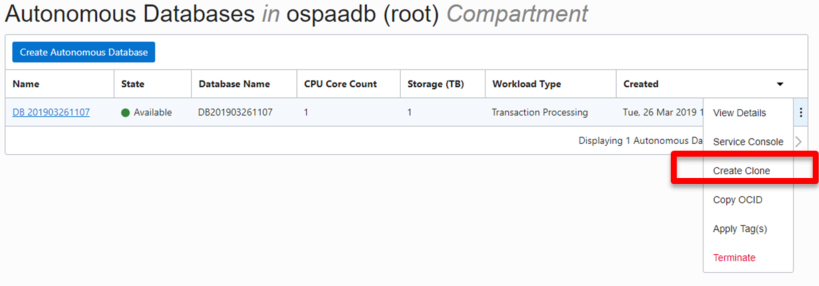 Autonomous Databases in ospaadb (root) Compartment
Create Autonomous Database
Name State Database Name CPU Core Count Storage (TB) Workload Type Created
DB 201903261107 Available DB201903261107 1 1 Transaction Processing Tue, 26 Mar 2019 1
View Details
Displaying 1 Autonomous Da
Service Console
Create Clone
Copy OCID
Apply Tag(s)
Terminate